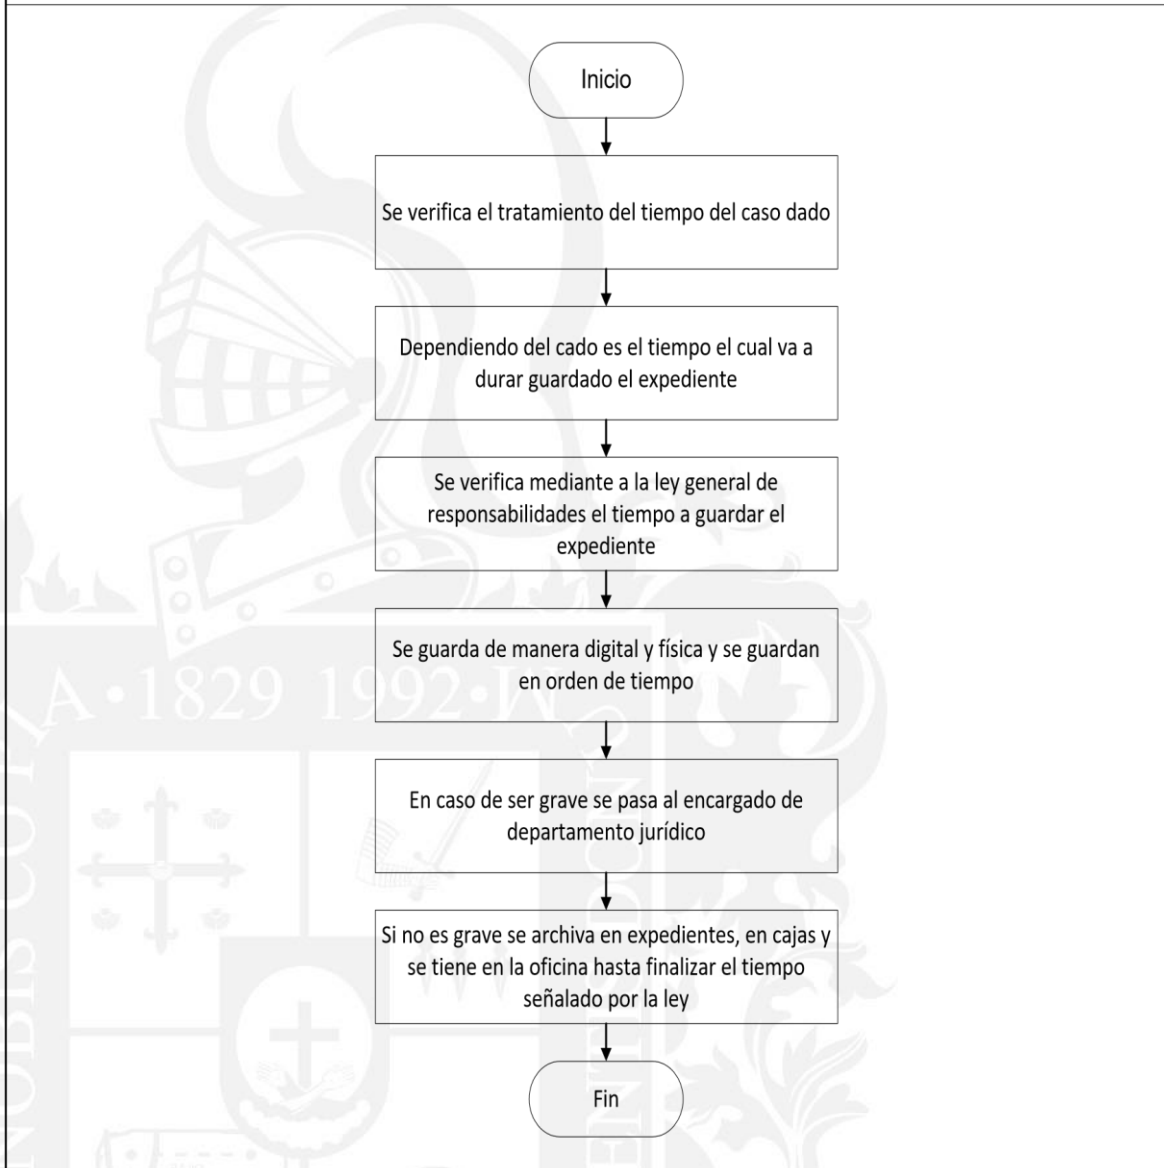 Inicio
Se verifica el tratamiento del tiempo del caso dado
Dependiendo del cado es el tiempo el cual va a
durar guardado el expediente
Se verifica mediante a la ley general de
responsabilidades el tiempo a guardar el
expediente
Se guarda de manera digital y física y se guardan
en orden de tiempo
A • 1829 1992 •
En caso de ser grave se pasa al encargado de
departamento jurídico
Si no es grave se archiva en expedientes, en cajas y
se tiene en la oficina hasta finalizar el tiempo
señalado por la ley
Fin